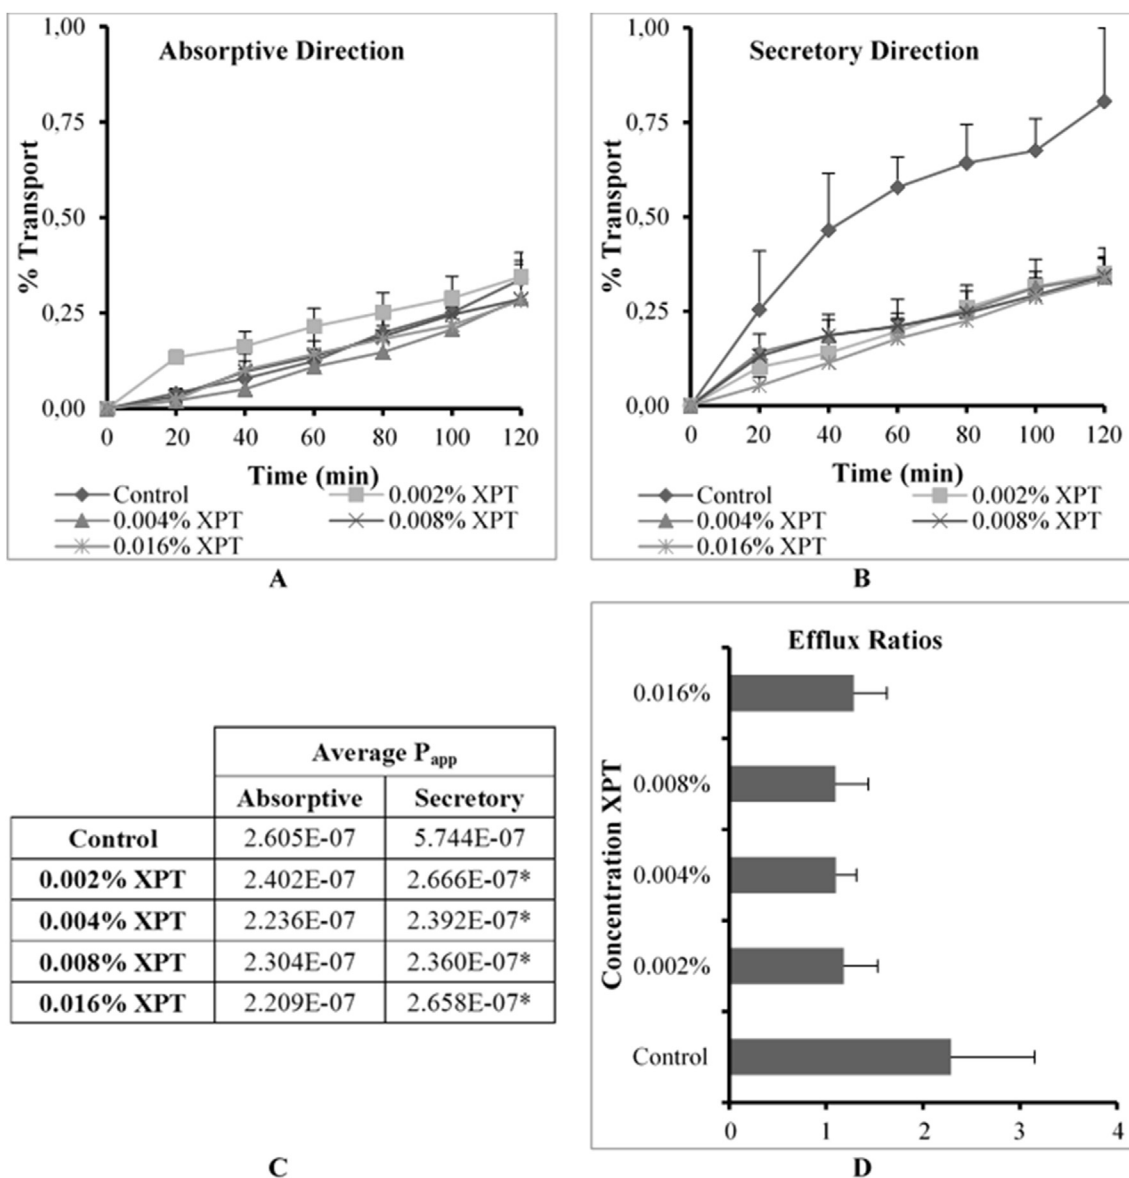 Absorptive Direction
% Transport
1,00
0,75
0,50
0,25
0,00
0 20 40 60 80 100 120
Time (min)
Control 0.002% XPT
0.004% XPT 0.008% XPT
0.016% XPT
A
Secretory Direction
% Transport
1,00
0,75
0,50
0,25
0,00
0 20 40 60 80 100 120
Time (min)
Control 0.002% XPT
0.004% XPT 0.008% XPT
0.016% XPT
B
Average Papp
Absorptive Secretory
Control 2.605E-07 5.744E-07
0.002% XPT 2.402E-07 2.666E-07*
0.004% XPT 2.236E-07 2.392E-07*
0.008% XPT 2.304E-07 2.360E-07*
0.016% XPT 2.209E-07 2.658E-07*
C
Efflux Ratios
Concentration XPT
0.016%
0.008%
0.004%
0.002%
Control
0 1 2 3 4
D